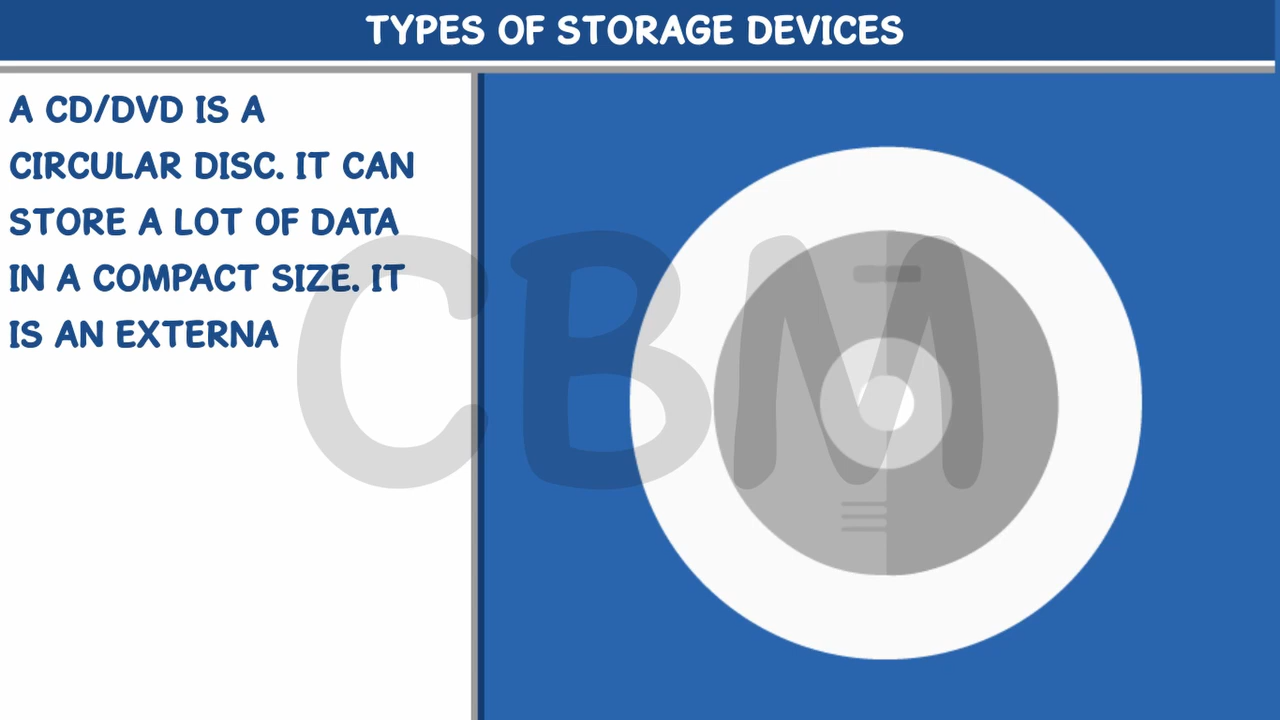 TYPES OF STORAGE DEVICES
A CD/DVD IS A
CIRCULAR DISC. IT CAN
STORE A LOT OF DATA
IN A COMPACT SIZE. IT
IS AN EXTERNA
CBM